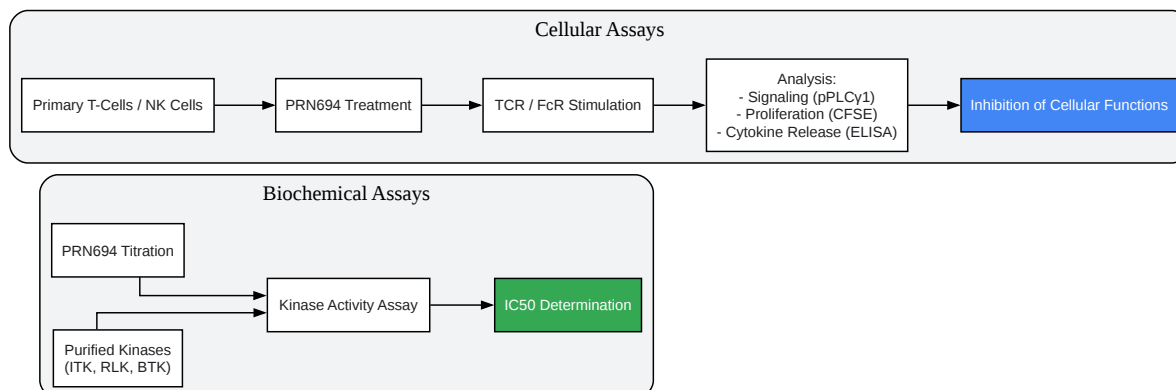 Cellular Assays
Primary T-Cells / NK Cells
PRN694 Treatment
TCR / FcR Stimulation
Analysis:
- Signaling (pPLCγ1)
- Proliferation (CFSE)
- Cytokine Release (ELISA)
Inhibition of Cellular Functions
Biochemical Assays
PRN694 Titration
Purified Kinases
(ITK, RLK, BTK)
Kinase Activity Assay
IC50 Determination